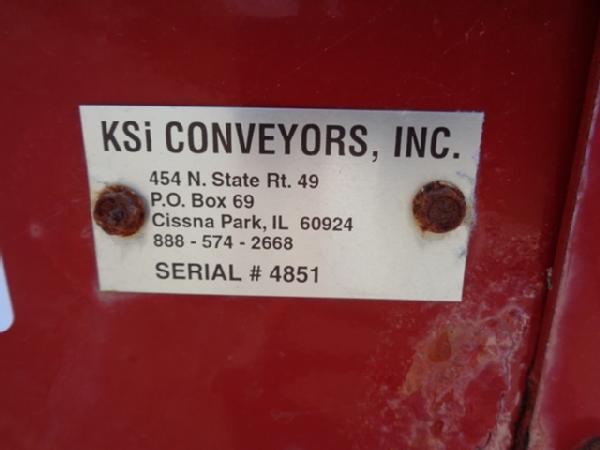 KSi CONVEYORS, INC.
454 N. State Rt. 49
P.O. Box 69
Cissna Park, IL 60924
888 - 574 - 2668
SERIAL # 4851